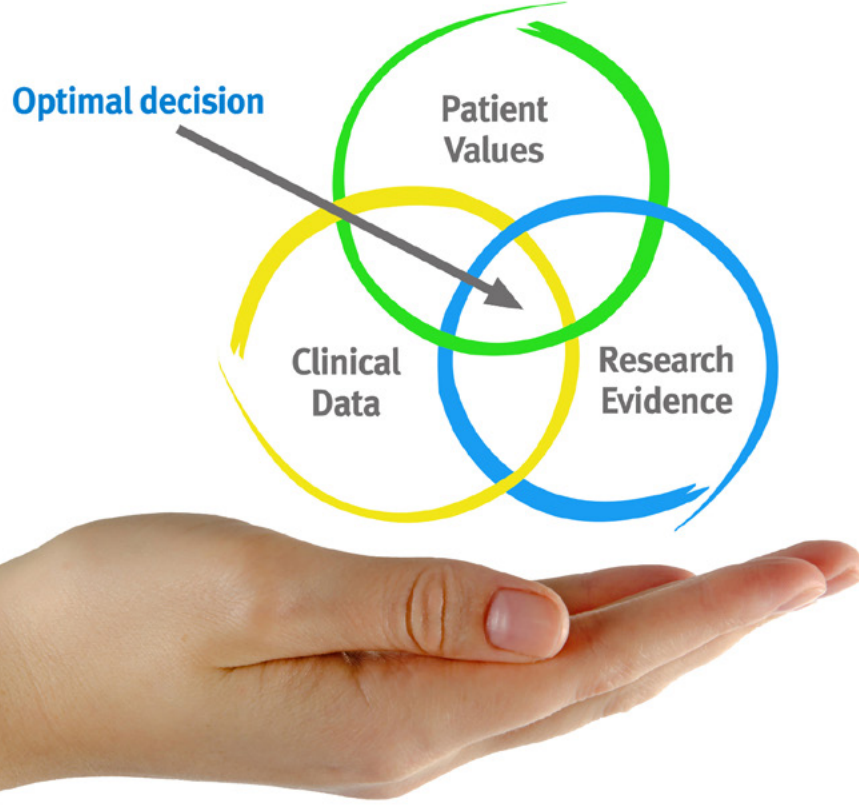 Optimal decision
Patient
Values
Clinical
Data
Research
Evidence